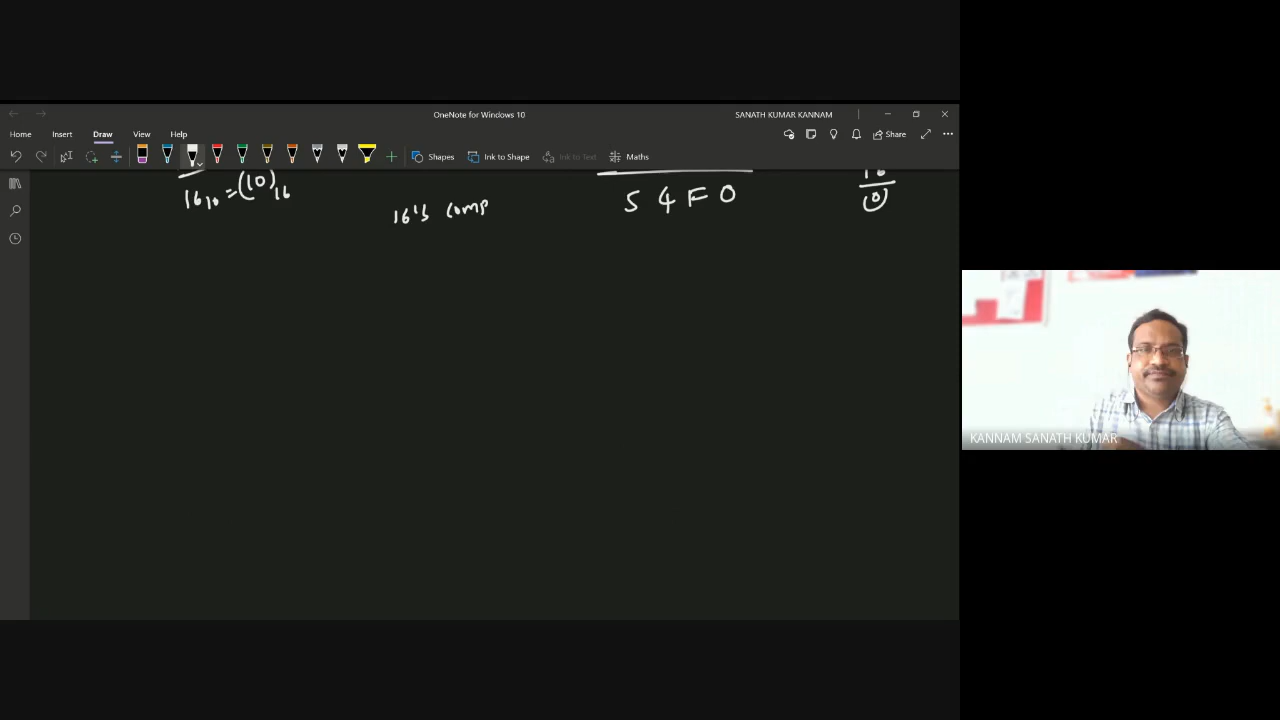 OneNote for Windows 10
SANATH KUMAR KANNAM
Home Insert Draw View Help
Share
Shapes Ink to Shape Ink to Text Maths
16₁₀ = (10)₁₆
16's comp
5 4 F 0
(0)
KANNAM SANATH KUMAR